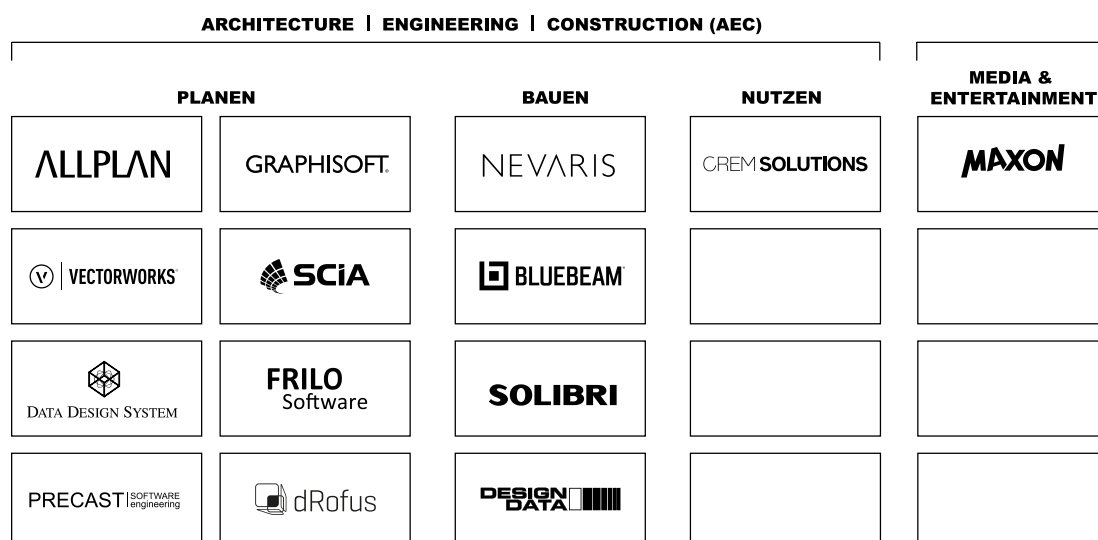 ARCHITECTURE | ENGINEERING | CONSTRUCTION (AEC)
MEDIA &
ENTERTAINMENT
PLANEN
BAUEN
NUTZEN
ALLPLAN
GRAPHISOFT.
NEVARIS
CREM SOLUTIONS
MAXON
V | VECTORWORKS
SCiA
BLUEBEAM
DATA DESIGN SYSTEM
FRILO
Software
SOLIBRI
PRECAST | SOFTWARE
engineering
dRofus
DESIGN
DATA